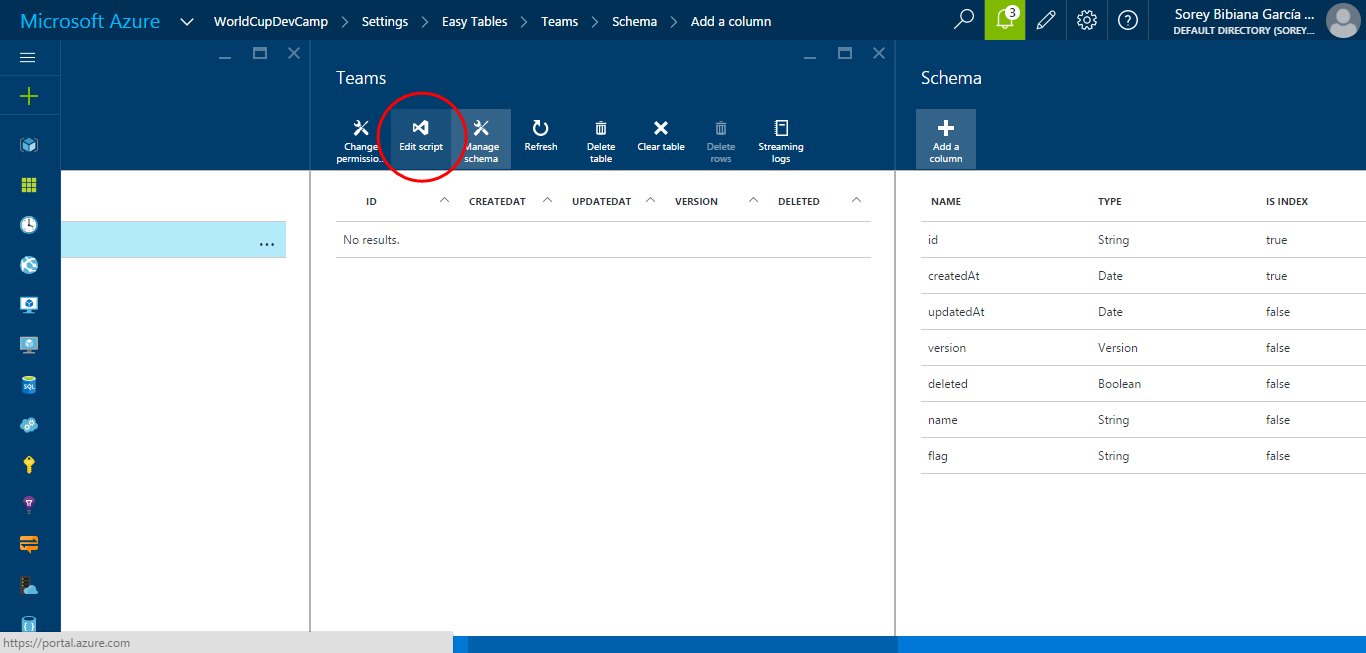 Microsoft Azure
WorldCupDevCamp
Settings
Easy Tables
Teams
Schema
Add a column
3
Sorey Bibiana García ...
DEFAULT DIRECTORY (SOREY...
Teams
Change
permissio...
Edit script
Manage
schema
Refresh
Delete
table
Clear table
Delete
rows
Streaming
logs
ID
CREATEDAT
UPDATEDAT
VERSION
DELETED
No results.
...
Schema
Add a
column
NAME TYPE IS INDEX
id String true
createdAt Date true
updatedAt Date false
version Version false
deleted Boolean false
name String false
flag String false
SQL
https://portal.azure.com